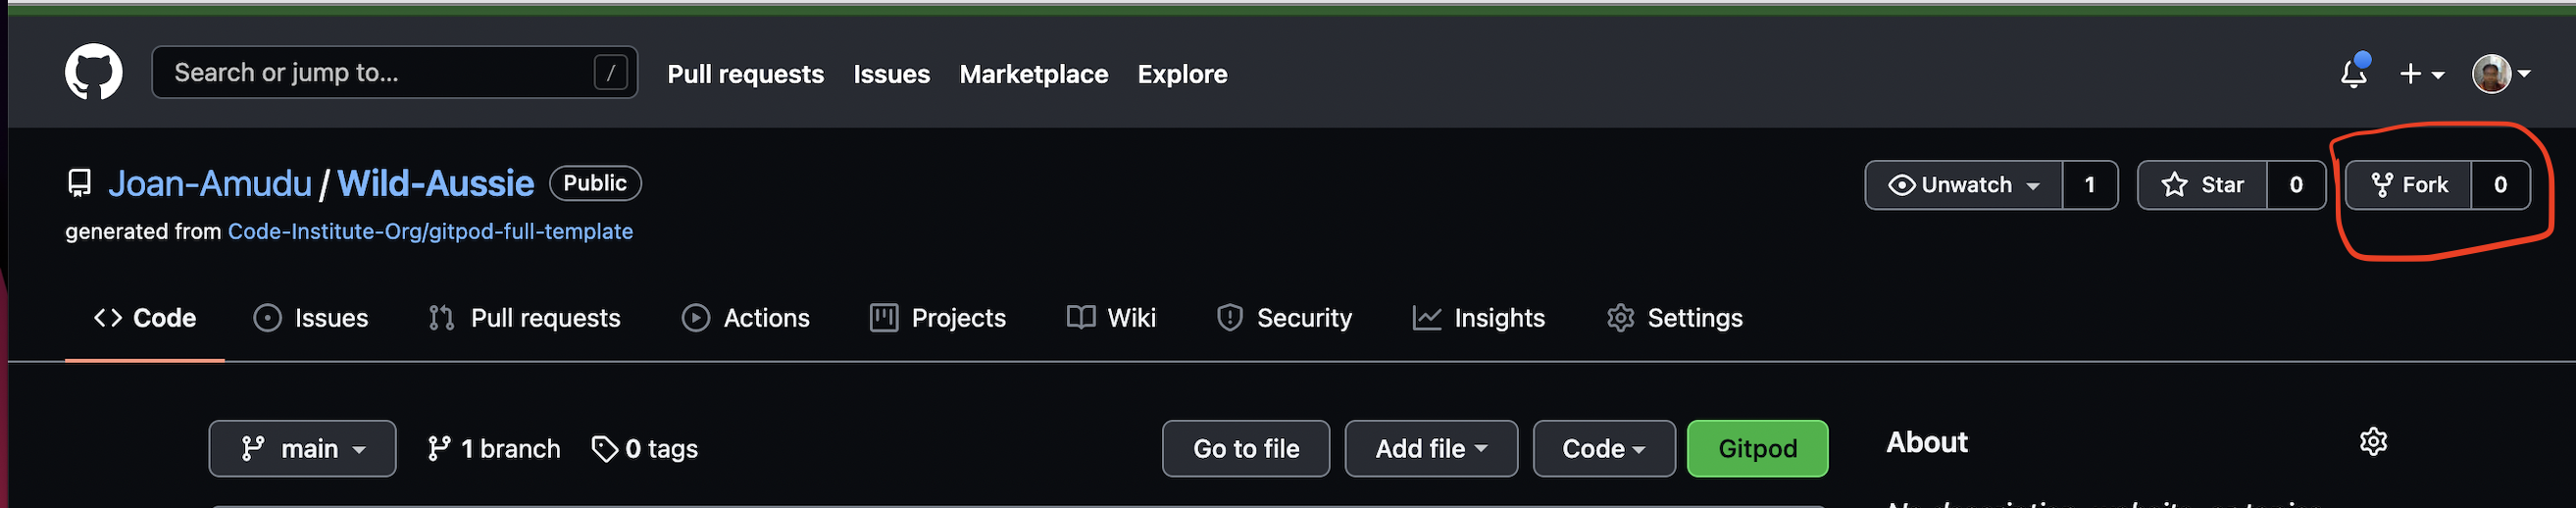 Search or jump to... / Pull requests Issues Marketplace Explore
Joan-Amudu / Wild-Aussie Public Unwatch 1 Star 0 Fork 0
generated from Code-Institute-Org/gitpod-full-template
Code Issues Pull requests Actions Projects Wiki Security Insights Settings
main 1 branch 0 tags Go to file Add file Code Gitpod About